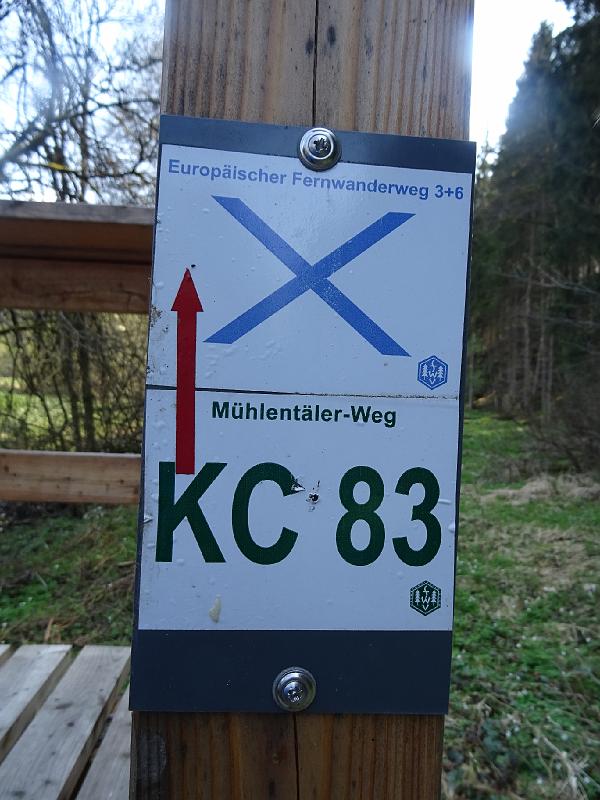 Europäischer Fernwanderweg 3+6
Mühlentäler-Weg
KC 83